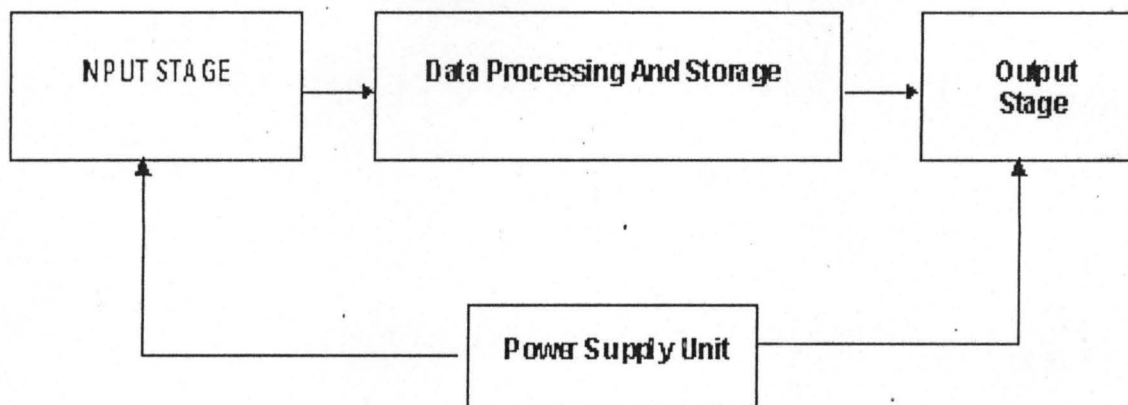 NPUT STAGE
Data Processing And Storage
Output
Stage
Power Supply Unit